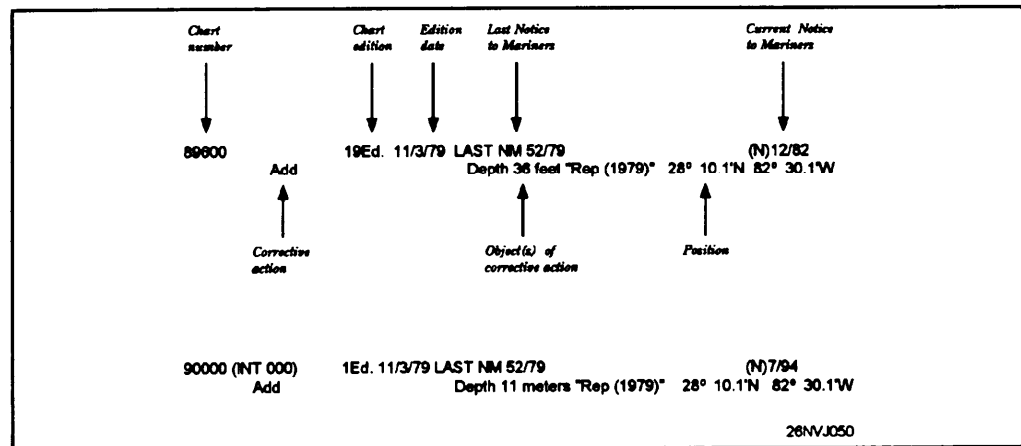 Chart Chart Edition Last Notice Current Notice
number edition date to Mariners to Mariners
89600 19Ed. 11/3/79 LAST NM 52/79 (N)12/82
Add Depth 36 feet "Rep (1979)" 28° 10.1'N 82° 30.1'W
Corrective Object(s) of Position
action corrective action
90000 (INT 000) 1Ed. 11/3/79 LAST NM 52/79 (N)7/94
Add Depth 11 meters "Rep (1979)" 28° 10.1'N 82° 30.1'W
26NVJ050